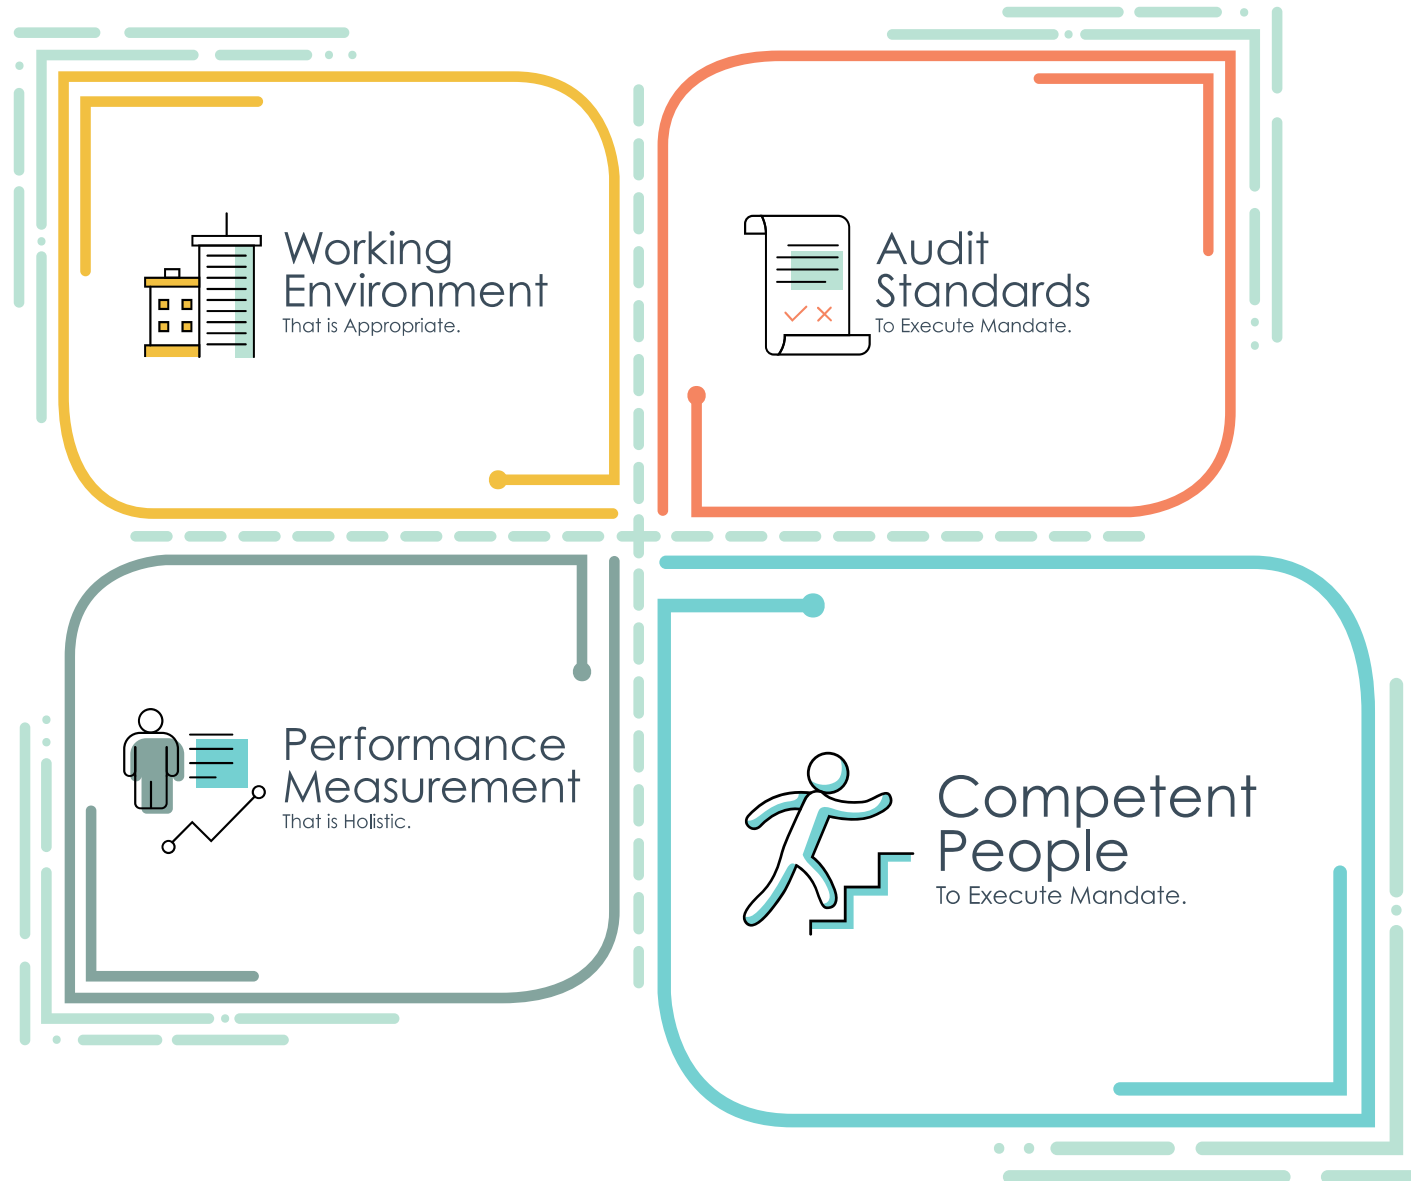 Working
Environment
That is Appropriate.
Audit
Standards
To Execute Mandate.
Performance
Measurement
That is Holistic.
Competent
People
To Execute Mandate.